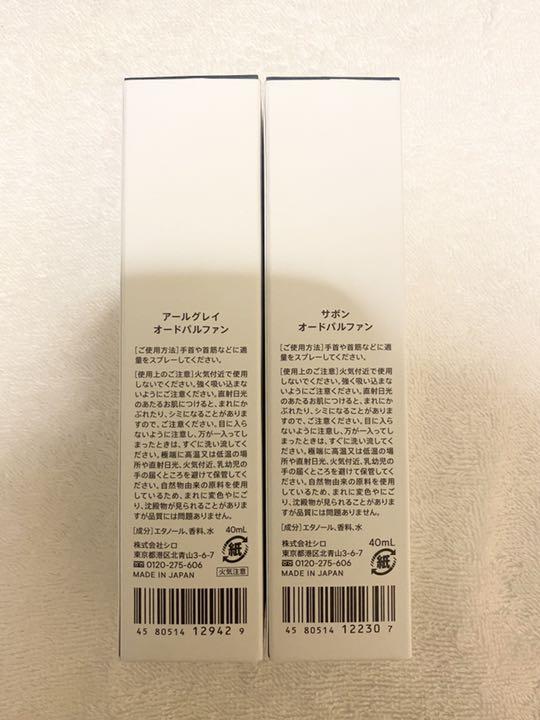 アールグレイ
オードパルファン
[ご使用方法]手首や首筋などに適
量をスプレーしてください。
[使用上のご注意]火気付近で使用
しないでください。強く吸い込まな
いようにご注意ください。直射日光
のあたるお肌につけると、まれにか
ぶれたり、シミになることがありま
すので、ご注意ください。目に入ら
ないように注意し、万が一入ってし
まったときは、すぐに洗い流してく
ださい。極端に高温又は低温の場
所や直射日光、火気付近、乳幼児の
手の届くところを避けて保管してく
ださい。自然物由来の原料を使用
しているため、まれに変色やにご
り、沈殿物が見られることがありま
すが品質には問題ありません。
[成分]エタノール、香料、水
株式会社シロ
40mL
東京都港区北青山3-6-7
0120-275-606
MADE IN JAPAN
紙
火気注意
45 80514 12942 9
サボン
オードパルファン
[ご使用方法]手首や首筋などに適
量をスプレーしてください。
[使用上のご注意]火気付近で使用
しないでください。強く吸い込まな
いようにご注意ください。直射日光
のあたるお肌につけると、まれにか
ぶれたり、シミになることがありま
すので、ご注意ください。目に入ら
ないように注意し、万が一入ってし
まったときは、すぐに洗い流してく
ださい。極端に高温又は低温の場
所や直射日光、火気付近、乳幼児の
手の届くところを避けて保管してく
ださい。自然物由来の原料を使用
しているため、まれに変色やにご
り、沈殿物が見られることがありま
すが品質には問題ありません。
[成分]エタノール、香料、水
株式会社シロ
40mL
東京都港区北青山3-6-7
0120-275-606
MADE IN JAPAN
紙
45 80514 12230 7